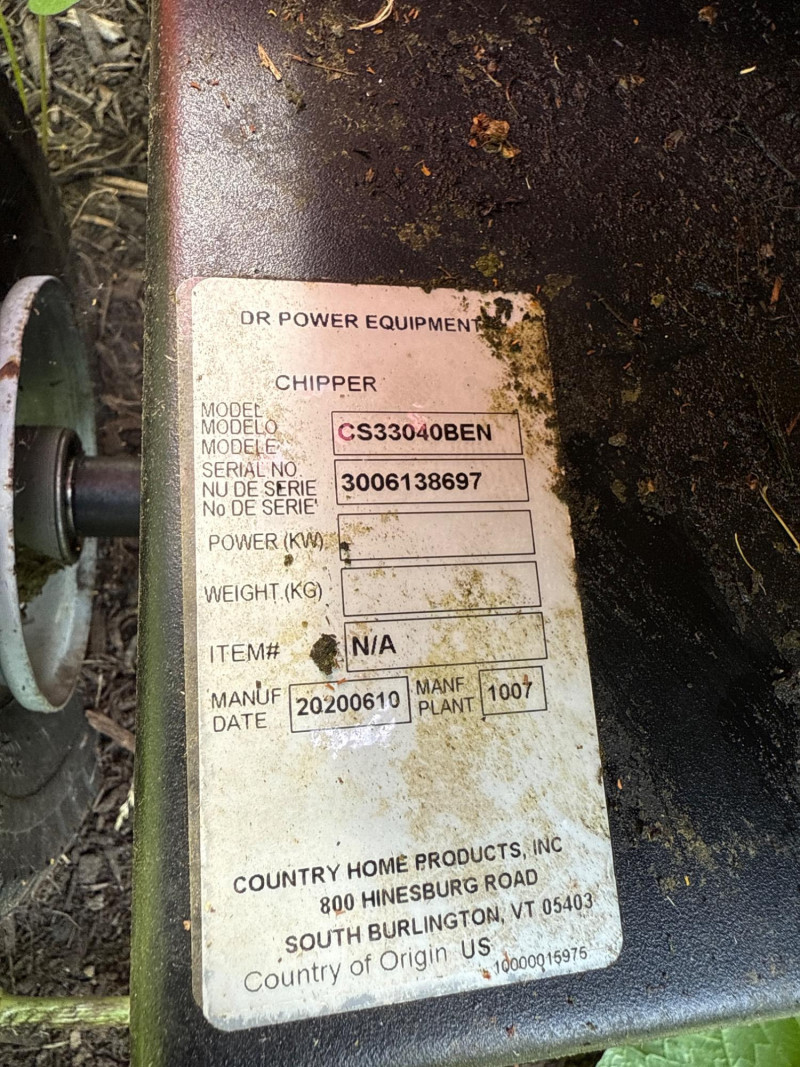 DR POWER EQUIPMENT
CHIPPER
MODEL
MODELO
MODELE
CS33040BEN
SERIAL NO.
NU DE SERIE
No DE SERIE'
3006138697
POWER (KW)
WEIGHT (KG)
ITEM# N/A
MANUF DATE 20200610 MANF PLANT 1007
COUNTRY HOME PRODUCTS, INC
800 HINESBURG ROAD
SOUTH BURLINGTON, VT 05403
Country of Origin US 10000015975